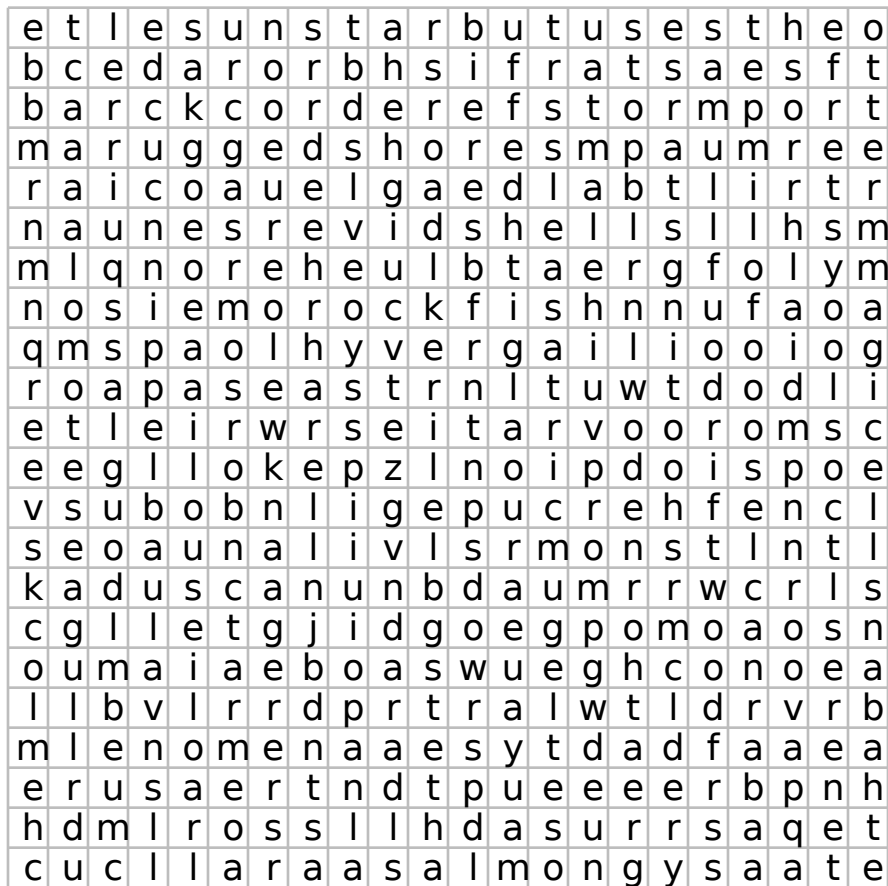 e t l e s u n s t a r b u t u s e s t h e o
b c e d a r o r b h s i f r a t s a e s f t
b a r c k c o r d e r e f s t o r m p o r t
m a r u g g e d s h o r e s m p a u m r e e
r a i c o a u e l g a e d l a b t l i r t r
n a u n e s r e v i d s h e l l s l l h s m
m l q n o r e h e u l b t a e r g f o l y m
n o s i e m o r o c k f i s h n n u f a o a
q m s p a o l h y v e r g a i l i o o i o g
r o a p a s e a s t r n l t u w t d o d l i
e t l e i r w r s e i t a r v o o r o m s c
e e g l l o k e p z l n o i p d o i s p o e
v s u b o b n l i g e p u c r e h f e n c l
s e o a u n a l i v l s r m o n s t l n t l
k a d u s c a n u n b d a u m r r w c r l s
c g l l e t g j i d g o e g p o m o a o s n
o u m a i a e b o a s w u e g h c o n o e a
l l b v l r r d p r t r a l w t l d r v r b
m l e n o m e n a a e s y t d a d f a a e a
e r u s a e r t n d t p u e e e e r b p n h
h d m l r o s s l l h d a s u r r s a q e t
c u c l l a r a a s a l m o n g y s a a t e